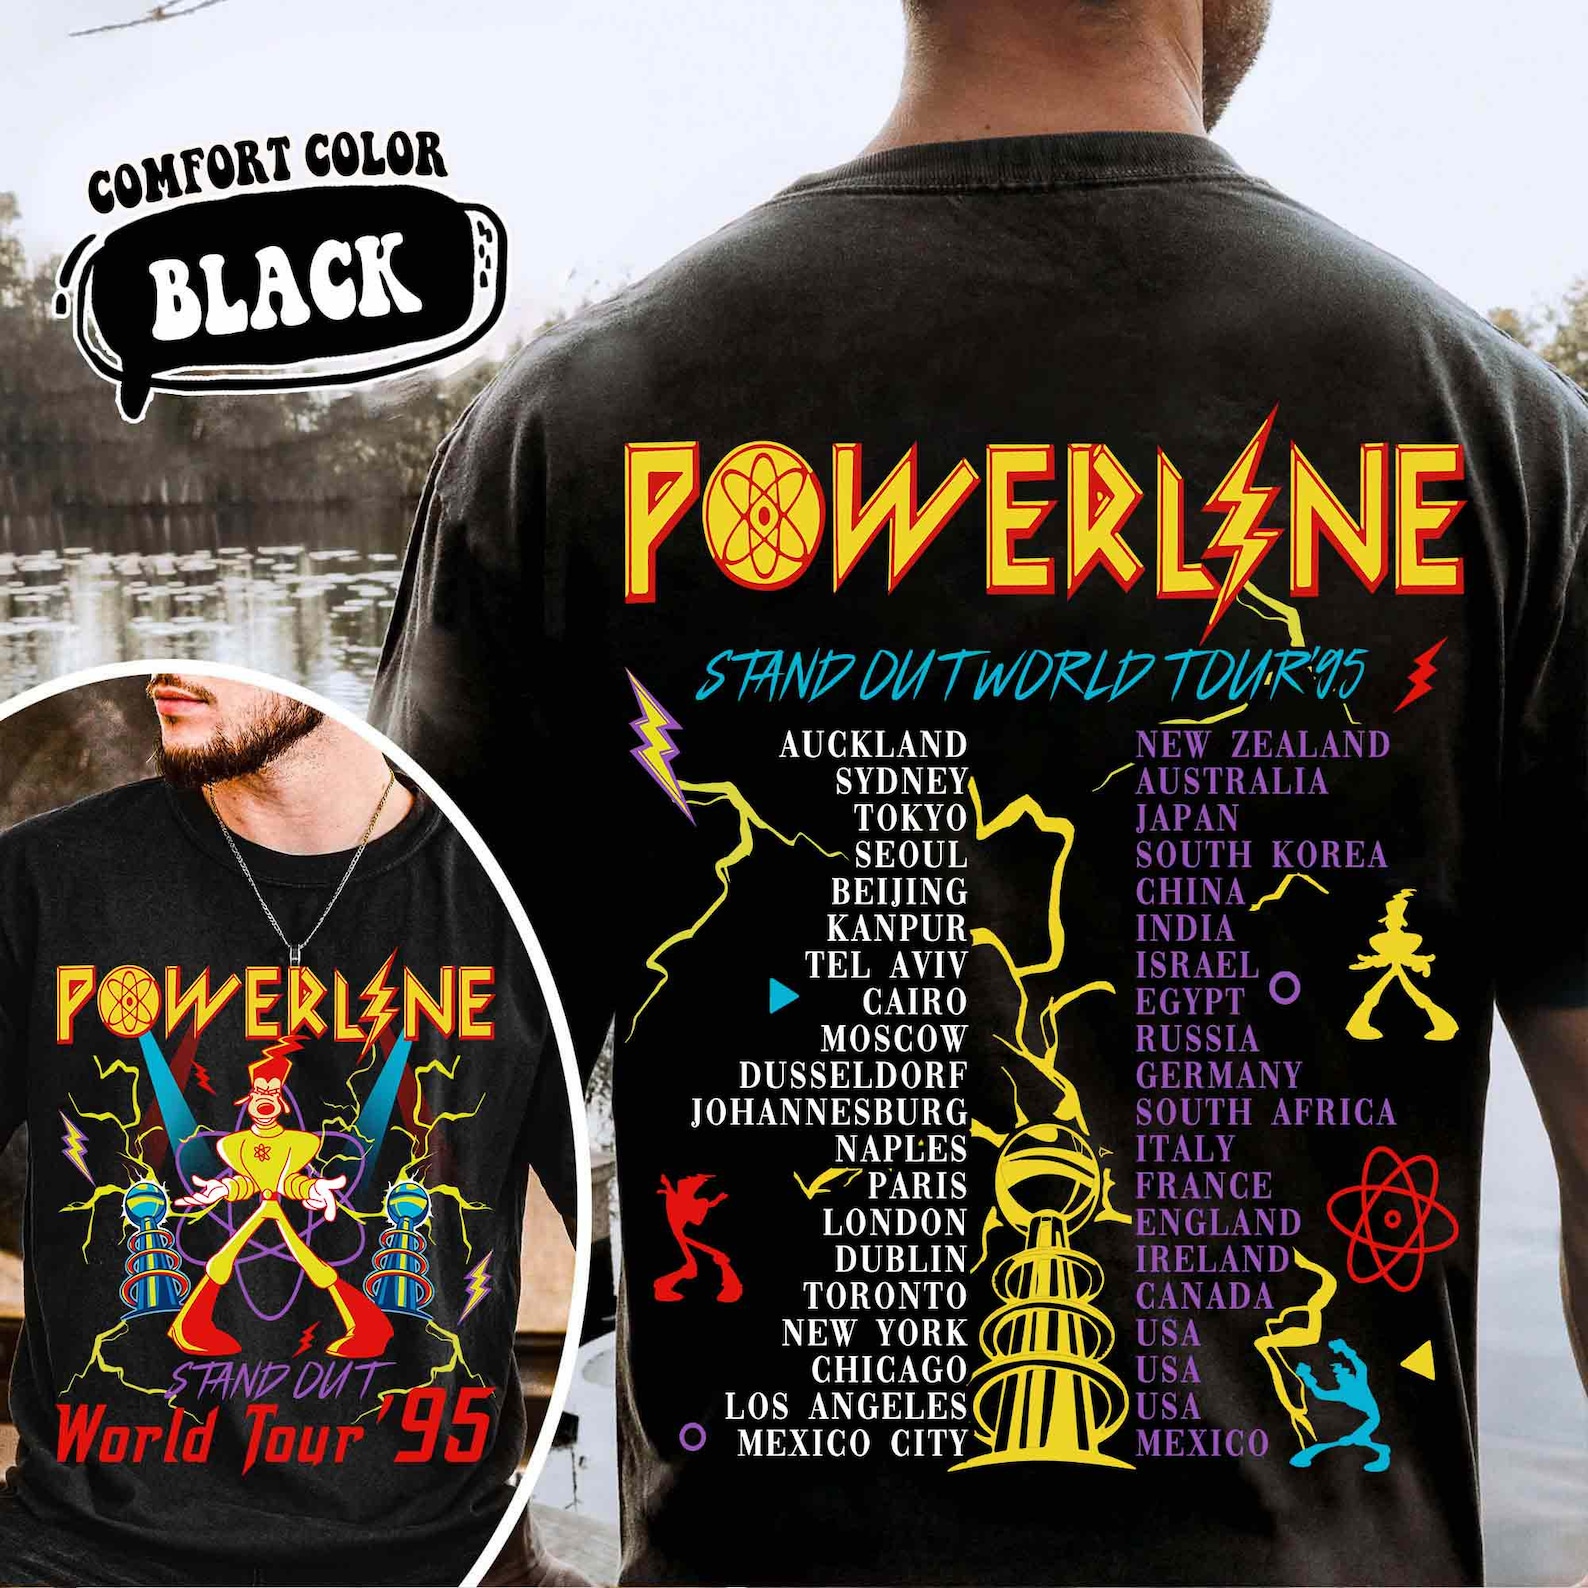 COMFORT COLOR
BLACK
POWERLINE
STAND OUT WORLD TOUR '95
AUCKLAND NEW ZEALAND
SYDNEY AUSTRALIA
TOKYO JAPAN
SEOUL SOUTH KOREA
BEIJING CHINA
KANPUR INDIA
TEL AVIV ISRAEL
CAIRO EGYPT
MOSCOW RUSSIA
DUSSELDORF GERMANY
JOHANNESBURG SOUTH AFRICA
NAPLES ITALY
PARIS FRANCE
LONDON ENGLAND
DUBLIN IRELAND
TORONTO CANADA
NEW YORK USA
CHICAGO USA
LOS ANGELES USA
MEXICO CITY MEXICO
POWERLINE
STAND OUT
World Tour '95